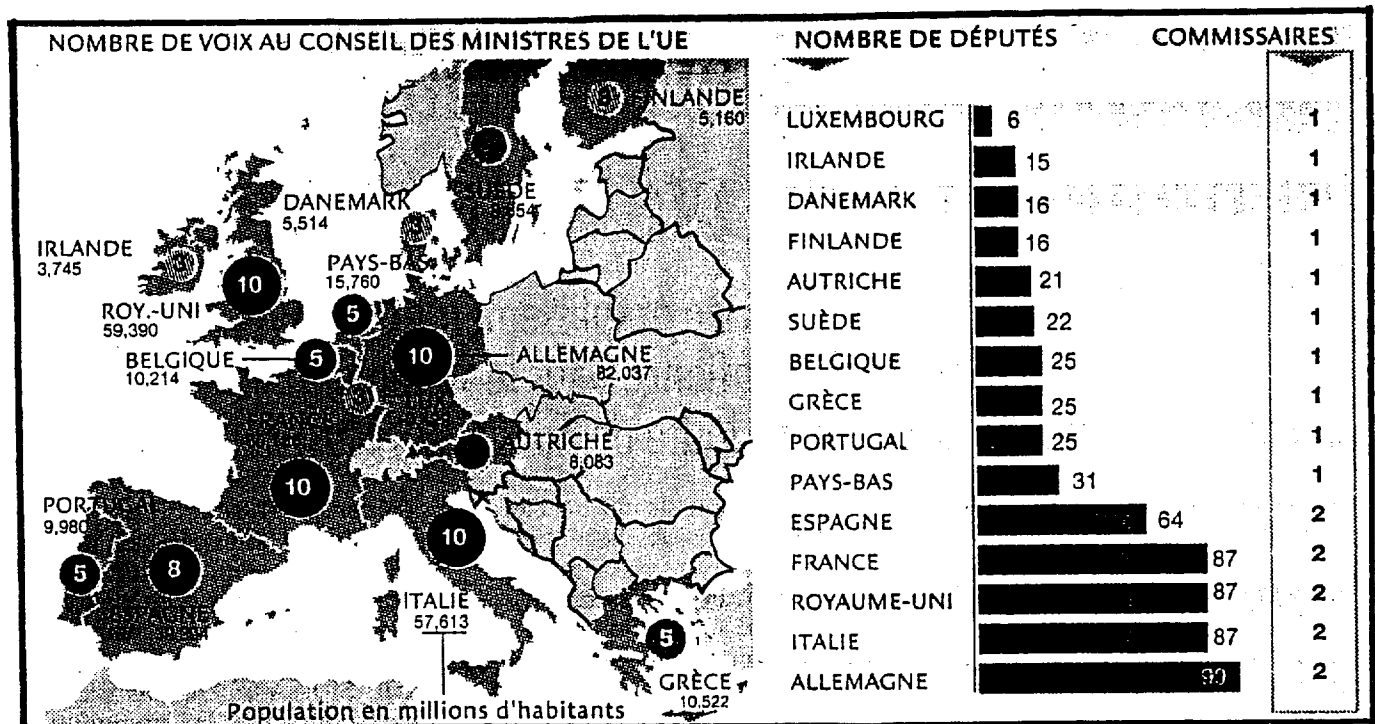 NOMBRE DE VOIX AU CONSEIL DES MINISTRES DE L'UE
5,160
DANEMARK
5,514
IRLANDE
3,745
3
3
PAYS-BAS
15,760
10
ROY.-UNI
59,390
5
BELGIQUE
10,214
5
10
ALLEMAGNE
82,037
AUTRICHE
8,083
10
PORTUGAL
9,980
10
5
8
ITALIE
57,613
5
GRÈCE
10,522
Population en millions d'habitants
NOMBRE DE DÉPUTÉS COMMISSAIRES
LUXEMBOURG 6 1
IRLANDE 15 1
DANEMARK 16 1
FINLANDE 16 1
AUTRICHE 21 1
SUÈDE 22 1
BELGIQUE 25 1
GRÈCE 25 1
PORTUGAL 25 1
PAYS-BAS 31 1
ESPAGNE 64 2
FRANCE 87 2
ROYAUME-UNI 87 2
ITALIE 87 2
ALLEMAGNE 2